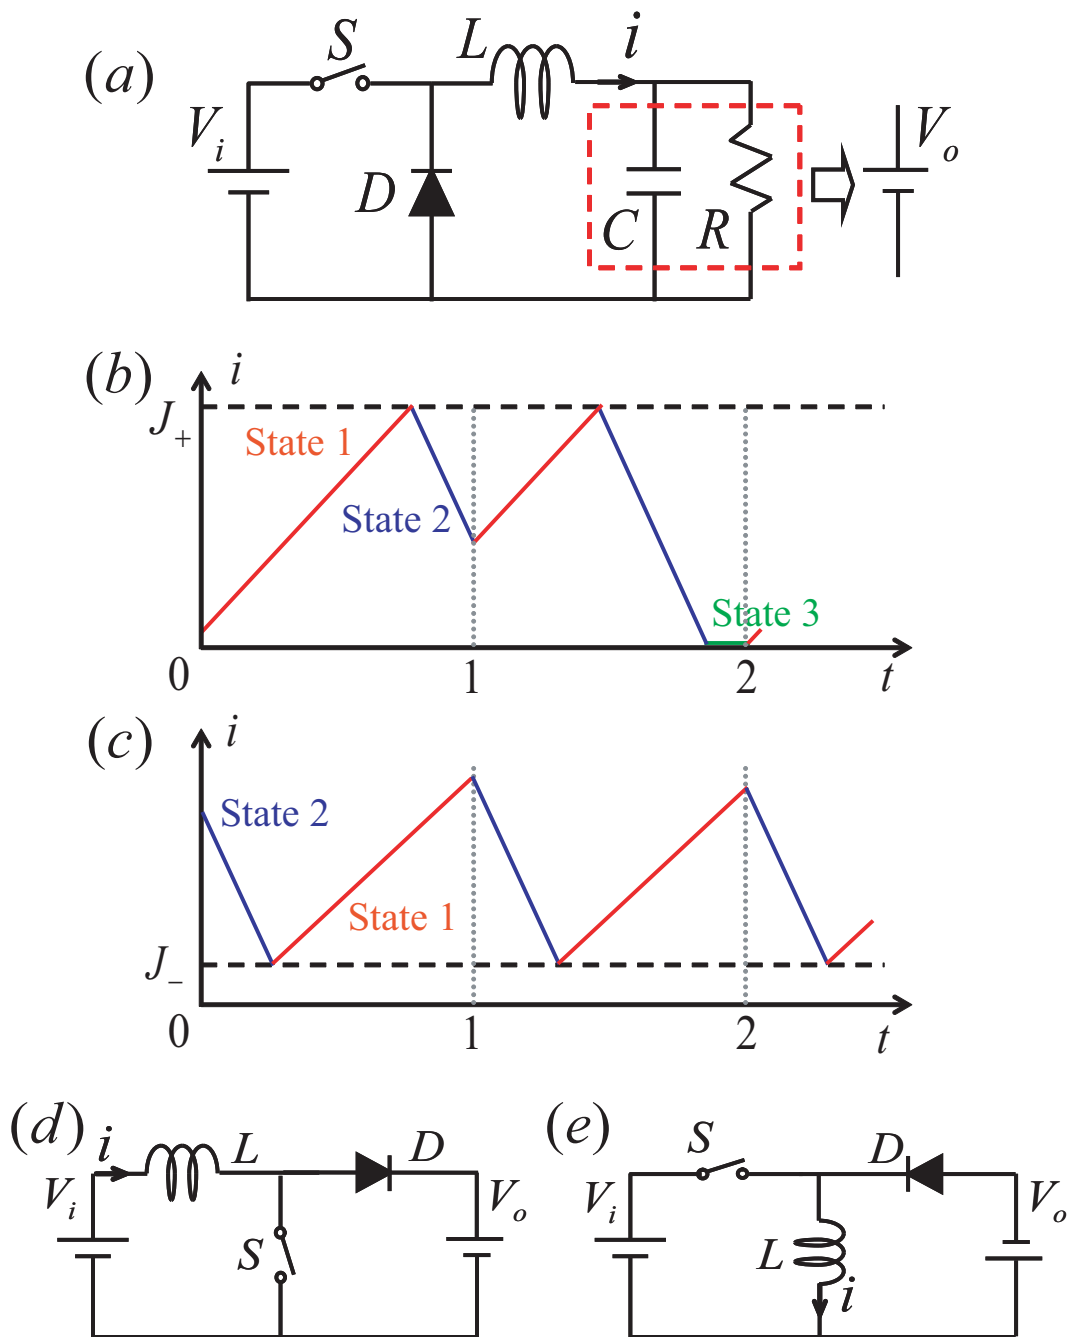 (a)
S
L
i
V_i
D
C
R
V_o
(b)
i
J_+
State 1
State 2
State 3
0
1
2
t
(c)
i
State 2
State 1
J_-
0
1
2
t
(d)
i
L
D
V_i
V_o
S
(e)
S
D
V_i
V_o
L
i